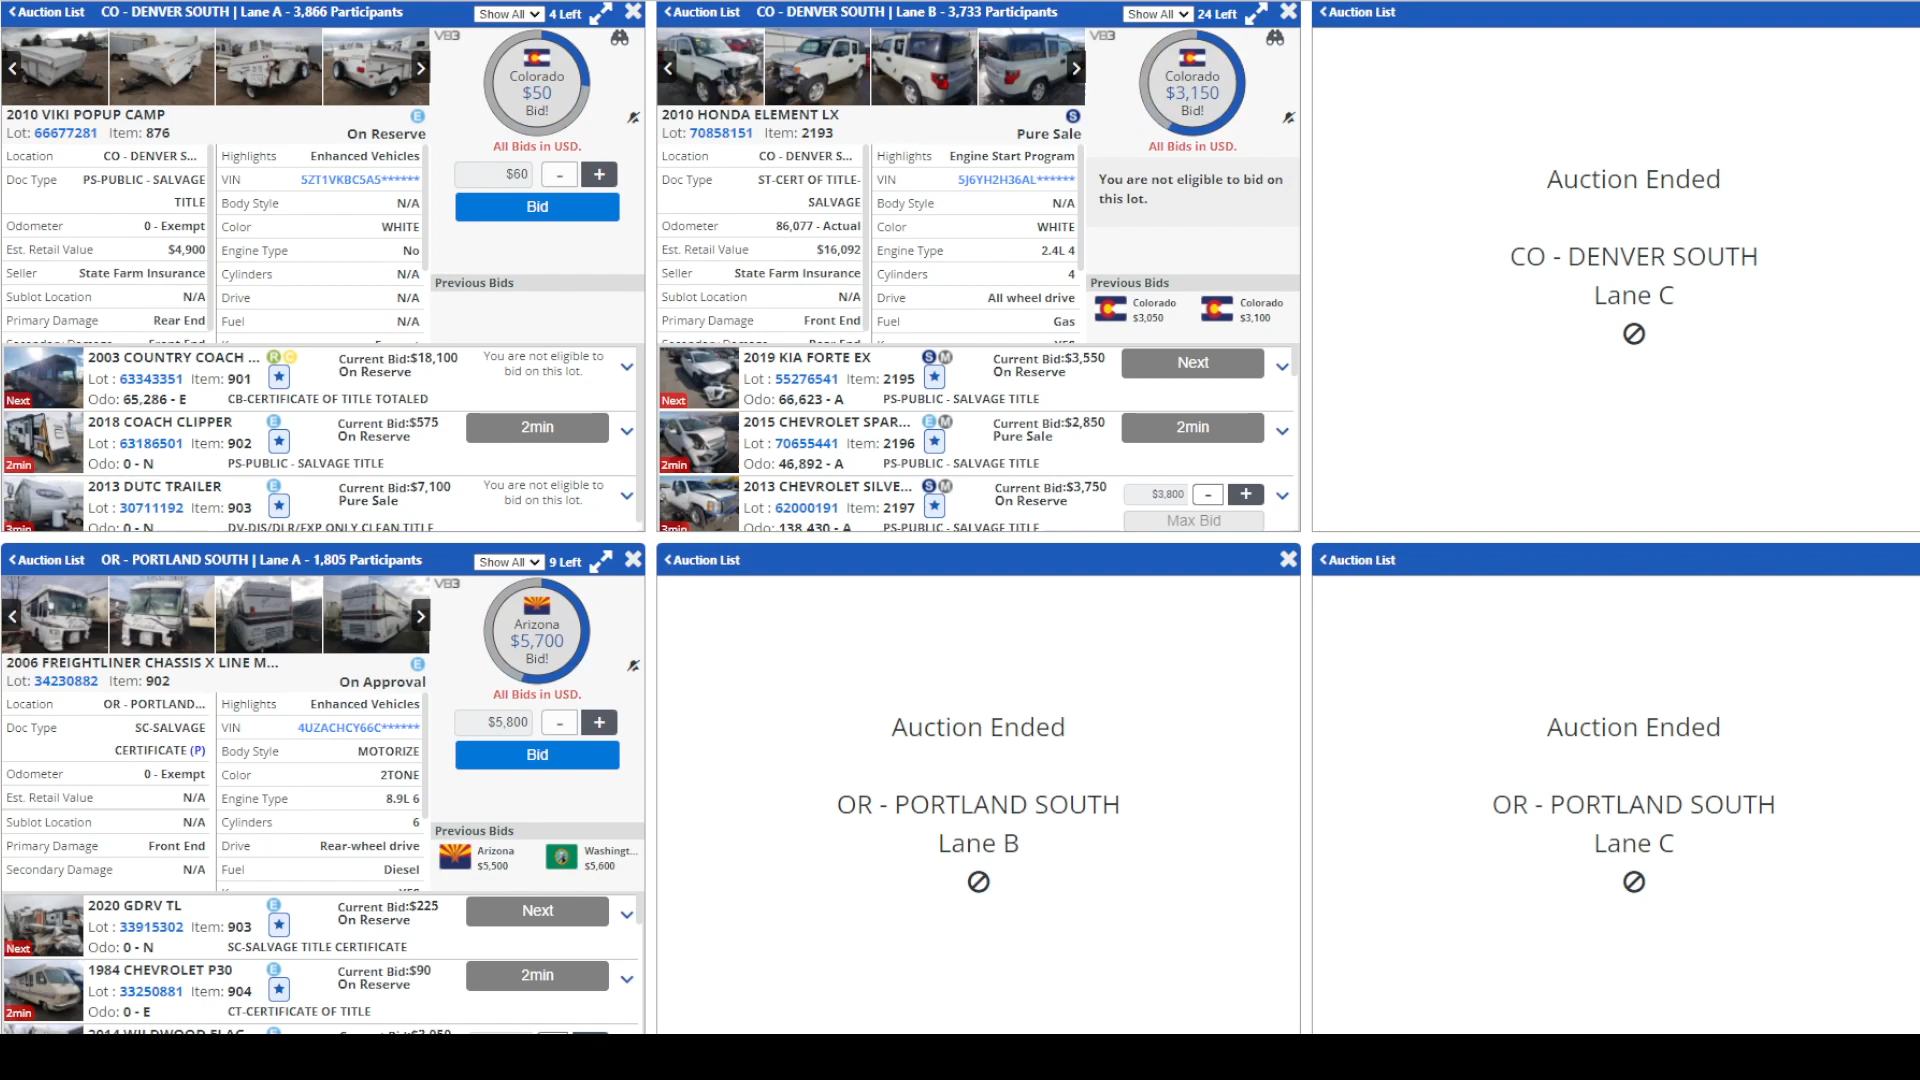 Auction List CO - DENVER SOUTH | Lane A - 3,866 Participants Show All 4 Left
VB3
Colorado
$50
Bid!
2010 VIKI POPUP CAMP E
Lot: 66677281 Item: 876 On Reserve
All Bids in USD.
Location CO - DENVER S...
Doc Type PS-PUBLIC - SALVAGE
TITLE
Odometer 0 - Exempt
Est. Retail Value $4,900
Seller State Farm Insurance
Sublot Location N/A
Primary Damage Rear End
Highlights Enhanced Vehicles
VIN 5ZT1VKBC5A5******
Body Style N/A
Color WHITE
Engine Type No
Cylinders N/A
Drive N/A
Fuel N/A
$60 - +
Bid
Previous Bids
2003 COUNTRY COACH ... R C Current Bid:$18,100 You are not eligible to
Lot : 63343351 Item: 901 On Reserve bid on this lot.
Next Odo: 65,286 - E CB-CERTIFICATE OF TITLE TOTALED
2018 COACH CLIPPER E Current Bid:$575 2min
Lot : 63186501 Item: 902 On Reserve
2min Odo: 0 - N PS-PUBLIC - SALVAGE TITLE
2013 DUTC TRAILER E Current Bid:$7,100 You are not eligible to
Lot : 30711192 Item: 903 Pure Sale bid on this lot.
3min Odo: 0 - N DV-DIS/DLR/EXP ONLY CLEAN TITLE
Auction List CO - DENVER SOUTH | Lane B - 3,733 Participants Show All 24 Left
VB3
Colorado
$3,150
Bid!
2010 HONDA ELEMENT LX S
Lot: 70858151 Item: 2193 Pure Sale
All Bids in USD.
Location CO - DENVER S...
Doc Type ST-CERT OF TITLE-
SALVAGE
Odometer 86,077 - Actual
Est. Retail Value $16,092
Seller State Farm Insurance
Sublot Location N/A
Primary Damage Front End
Highlights Engine Start Program
VIN 5J6YH2H36AL******
Body Style N/A
Color WHITE
Engine Type 2.4L 4
Cylinders 4
Drive All wheel drive
Fuel Gas
You are not eligible to bid on
this lot.
Previous Bids
Colorado
$3,050
Colorado
$3,100
2019 KIA FORTE EX S M Current Bid:$3,550 Next
Lot : 55276541 Item: 2195 On Reserve
Next Odo: 66,623 - A PS-PUBLIC - SALVAGE TITLE
2015 CHEVROLET SPAR... E M Current Bid:$2,850 2min
Lot : 70655441 Item: 2196 Pure Sale
2min Odo: 46,892 - A PS-PUBLIC - SALVAGE TITLE
2013 CHEVROLET SILVE... S M Current Bid:$3,750 $3,800 - +
Lot : 62000191 Item: 2197 On Reserve
3min Odo: 138,430 - A PS-PUBLIC - SALVAGE TITLE Max Bid
Auction List
Auction Ended
CO - DENVER SOUTH
Lane C
Auction List OR - PORTLAND SOUTH | Lane A - 1,805 Participants Show All 9 Left
VB3
Arizona
$5,700
Bid!
2006 FREIGHTLINER CHASSIS X LINE M... E
Lot: 34230882 Item: 902 On Approval
All Bids in USD.
Location OR - PORTLAND...
Doc Type SC-SALVAGE
CERTIFICATE (P)
Odometer 0 - Exempt
Est. Retail Value N/A
Sublot Location N/A
Primary Damage Front End
Secondary Damage N/A
Highlights Enhanced Vehicles
VIN 4UZACHCY66C******
Body Style MOTORIZE
Color 2TONE
Engine Type 8.9L 6
Cylinders 6
Drive Rear-wheel drive
Fuel Diesel
$5,800 - +
Bid
Previous Bids
Arizona
$5,500
Washingt...
$5,600
2020 GDRV TL E Current Bid:$225 Next
Lot : 33915302 Item: 903 On Reserve
Next Odo: 0 - N SC-SALVAGE TITLE CERTIFICATE
1984 CHEVROLET P30 E Current Bid:$90 2min
Lot : 33250881 Item: 904 On Reserve
2min Odo: 0 - E CT-CERTIFICATE OF TITLE
Auction List
Auction Ended
OR - PORTLAND SOUTH
Lane B
Auction List
Auction Ended
OR - PORTLAND SOUTH
Lane C